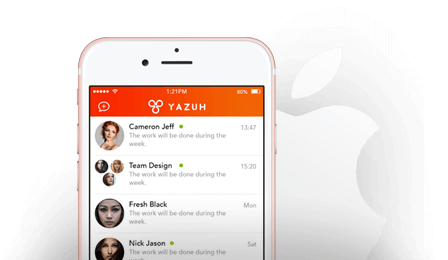 1:21PM 80%
YAZUH
Cameron Jeff 13:47
The work will be done during the
week.
Team Design 15:20
The work will be done during the
week.
Fresh Black Mon
The work will be done during the
week.
Nick Jason Sat
The work will be done during the